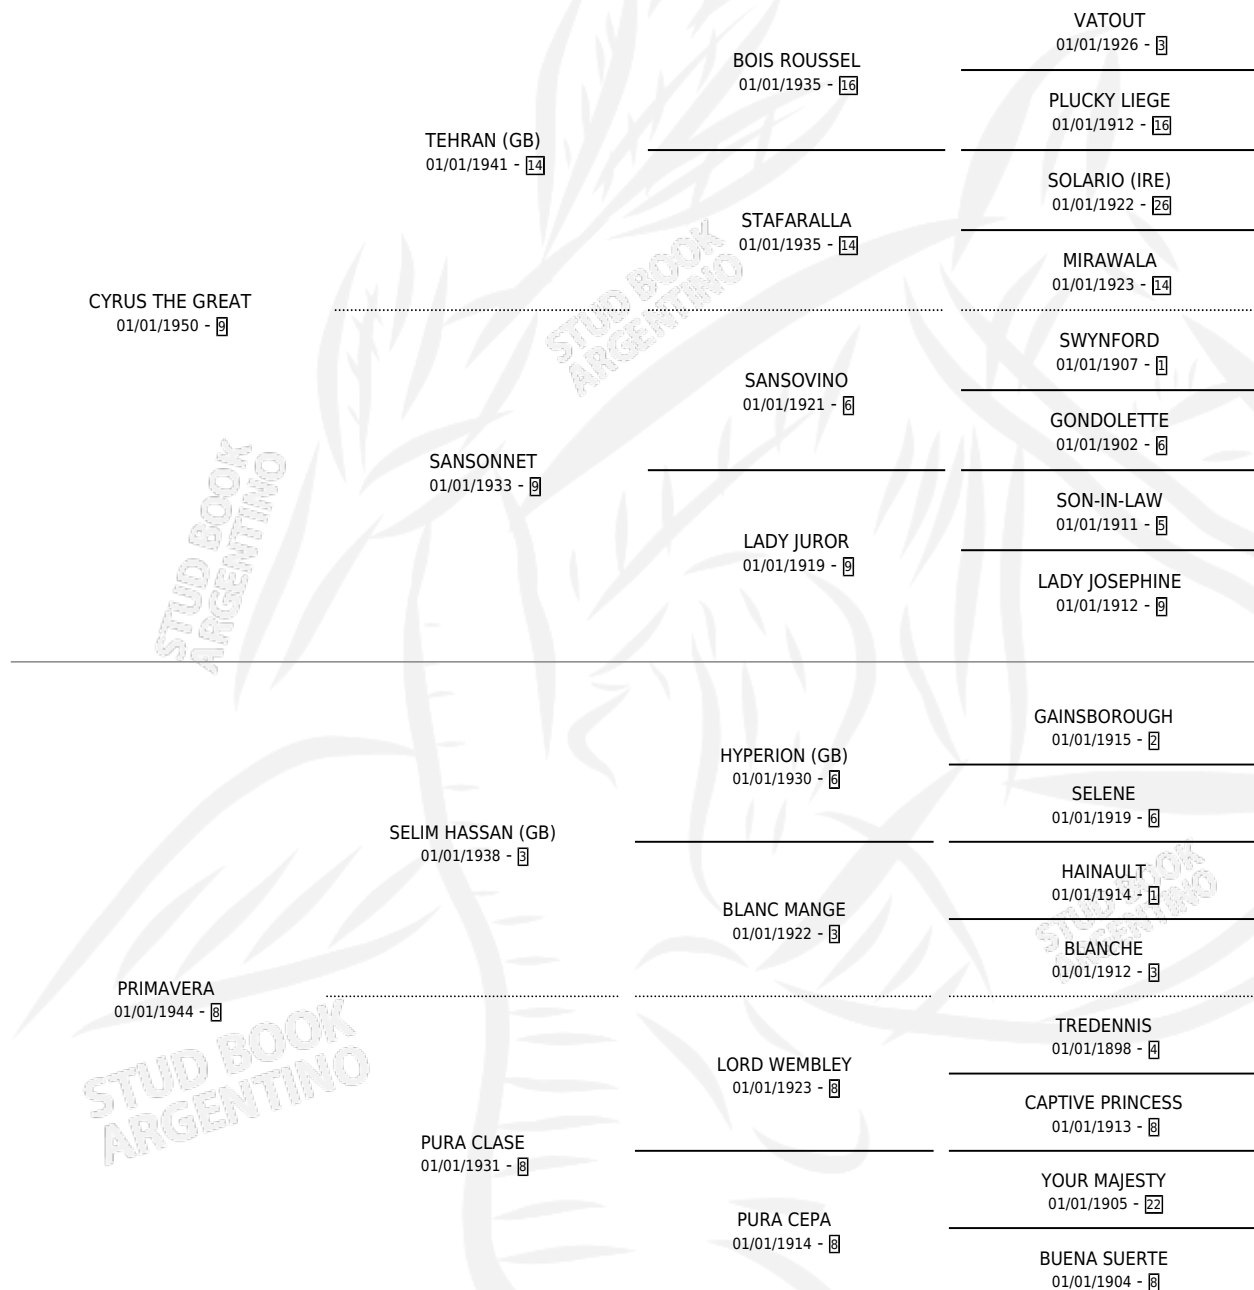 CYRUS THE GREAT
01/01/1950 - 9
TEHRAN (GB)
01/01/1941 - 14
SANSONNET
01/01/1933 - 9
BOIS ROUSSEL
01/01/1935 - 16
STAFARALLA
01/01/1935 - 14
SANSOVINO
01/01/1921 - 6
LADY JUROR
01/01/1919 - 9
VATOUT
01/01/1926 - 3
PLUCKY LIEGE
01/01/1912 - 16
SOLARIO (IRE)
01/01/1922 - 26
MIRAWALA
01/01/1923 - 14
SWYNFORD
01/01/1907 - 1
GONDOLETTE
01/01/1902 - 6
SON-IN-LAW
01/01/1911 - 5
LADY JOSEPHINE
01/01/1912 - 9
PRIMAVERA
01/01/1944 - 8
SELIM HASSAN (GB)
01/01/1938 - 3
PURA CLASE
01/01/1931 - 8
HYPERION (GB)
01/01/1930 - 6
BLANC MANGE
01/01/1922 - 3
LORD WEMBLEY
01/01/1923 - 8
PURA CEPA
01/01/1914 - 8
GAINSBOROUGH
01/01/1915 - 2
SELENE
01/01/1919 - 6
HAINAULT
01/01/1914 - 1
BLANCHE
01/01/1912 - 3
TREDENNIS
01/01/1898 - 4
CAPTIVE PRINCESS
01/01/1913 - 8
YOUR MAJESTY
01/01/1905 - 22
BUENA SUERTE
01/01/1904 - 8
STUD BOOK
ARGENTINO
STUD BOOK
ARGENTINO
STUD BOOK
ARGENTINO
STUD BOOK
ARGENTINO